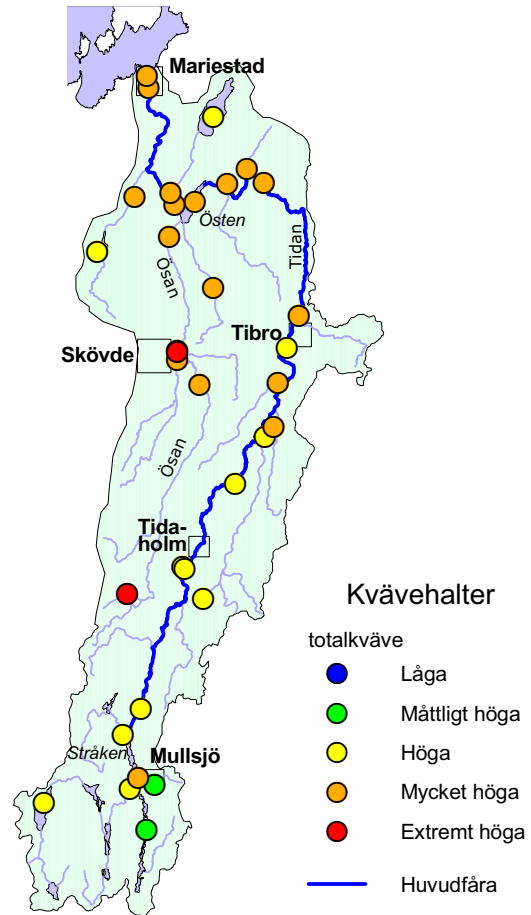 Mariestad
Östen
Ösan
Tidan
Tibro
Skövde
Ösan
Tida-
holm
Kvävehalter
totalkväve
Låga
Måttligt höga
Höga
Stråken
Mullsjö
Mycket höga
Extremt höga
Huvudfåra